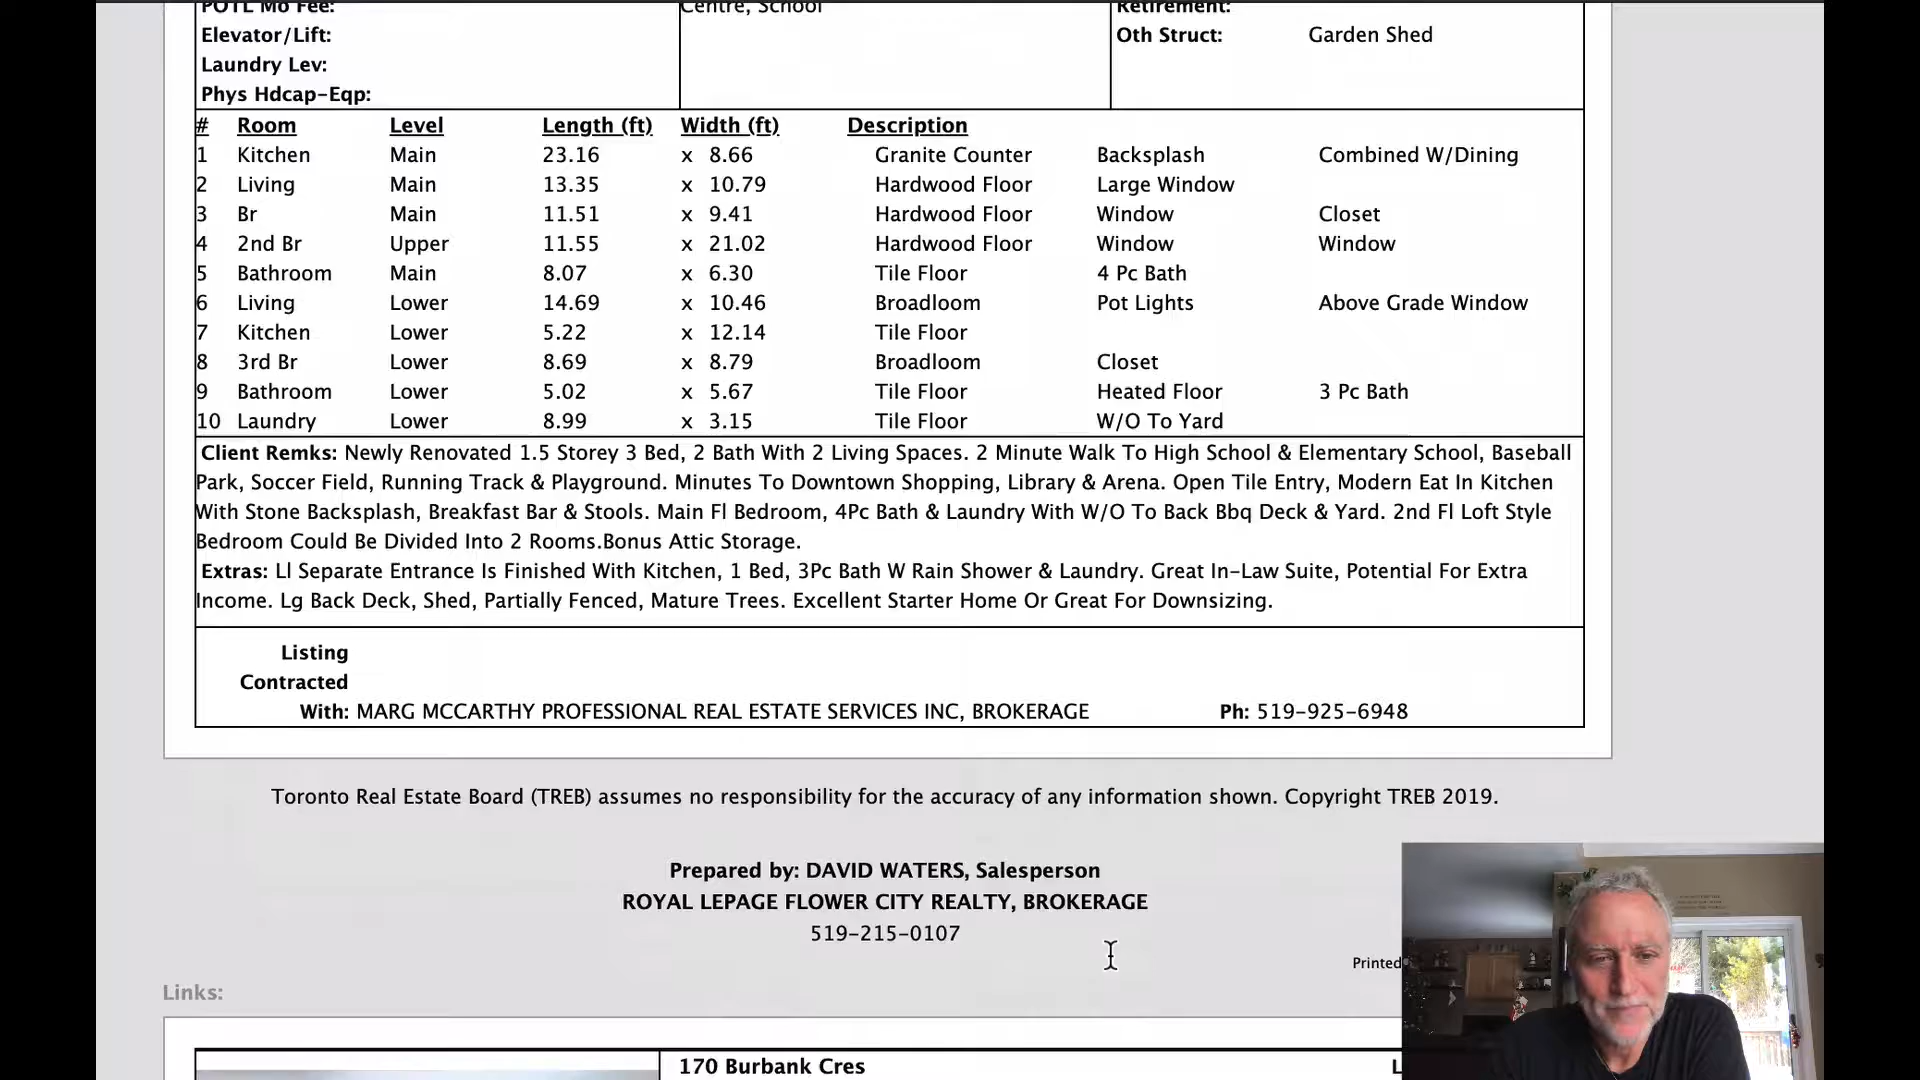 POTL Mo Fee: Centre, School Retirement:
Elevator/Lift: Oth Struct: Garden Shed
Laundry Lev:
Phys Hdcap-Eqp:
# Room Level Length (ft) Width (ft) Description
1 Kitchen Main 23.16 x 8.66 Granite Counter Backsplash Combined W/Dining
2 Living Main 13.35 x 10.79 Hardwood Floor Large Window
3 Br Main 11.51 x 9.41 Hardwood Floor Window Closet
4 2nd Br Upper 11.55 x 21.02 Hardwood Floor Window Window
5 Bathroom Main 8.07 x 6.30 Tile Floor 4 Pc Bath
6 Living Lower 14.69 x 10.46 Broadloom Pot Lights Above Grade Window
7 Kitchen Lower 5.22 x 12.14 Tile Floor
8 3rd Br Lower 8.69 x 8.79 Broadloom Closet
9 Bathroom Lower 5.02 x 5.67 Tile Floor Heated Floor 3 Pc Bath
10 Laundry Lower 8.99 x 3.15 Tile Floor W/O To Yard
Client Remks: Newly Renovated 1.5 Storey 3 Bed, 2 Bath With 2 Living Spaces. 2 Minute Walk To High School & Elementary School, Baseball
Park, Soccer Field, Running Track & Playground. Minutes To Downtown Shopping, Library & Arena. Open Tile Entry, Modern Eat In Kitchen
With Stone Backsplash, Breakfast Bar & Stools. Main Fl Bedroom, 4Pc Bath & Laundry With W/O To Back Bbq Deck & Yard. 2nd Fl Loft Style
Bedroom Could Be Divided Into 2 Rooms.Bonus Attic Storage.
Extras: Ll Separate Entrance Is Finished With Kitchen, 1 Bed, 3Pc Bath W Rain Shower & Laundry. Great In-Law Suite, Potential For Extra
Income. Lg Back Deck, Shed, Partially Fenced, Mature Trees. Excellent Starter Home Or Great For Downsizing.
Listing
Contracted
With: MARG MCCARTHY PROFESSIONAL REAL ESTATE SERVICES INC, BROKERAGE Ph: 519-925-6948
Toronto Real Estate Board (TREB) assumes no responsibility for the accuracy of any information shown. Copyright TREB 2019.
Prepared by: DAVID WATERS, Salesperson
ROYAL LEPAGE FLOWER CITY REALTY, BROKERAGE
519-215-0107
Printed
Links:
170 Burbank Cres